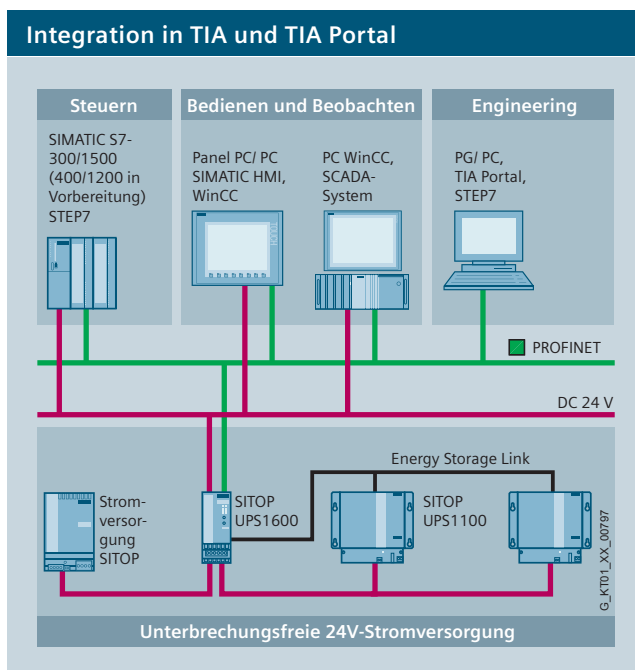 Integration in TIA und TIA Portal
Steuern
SIMATIC S7-
300/1500
(400/1200 in
Vorbereitung)
STEP7
Bedienen und Beobachten
Panel PC/ PC
SIMATIC HMI,
WinCC
PC WinCC,
SCADA-
System
Engineering
PG/ PC,
TIA Portal,
STEP7
PROFINET
DC 24 V
Energy Storage Link
Strom-
versor-
gung
SITOP
SITOP
UPS1600
SITOP
UPS1100
G_KT01_XX_00797
Unterbrechungsfreie 24V-Stromversorgung